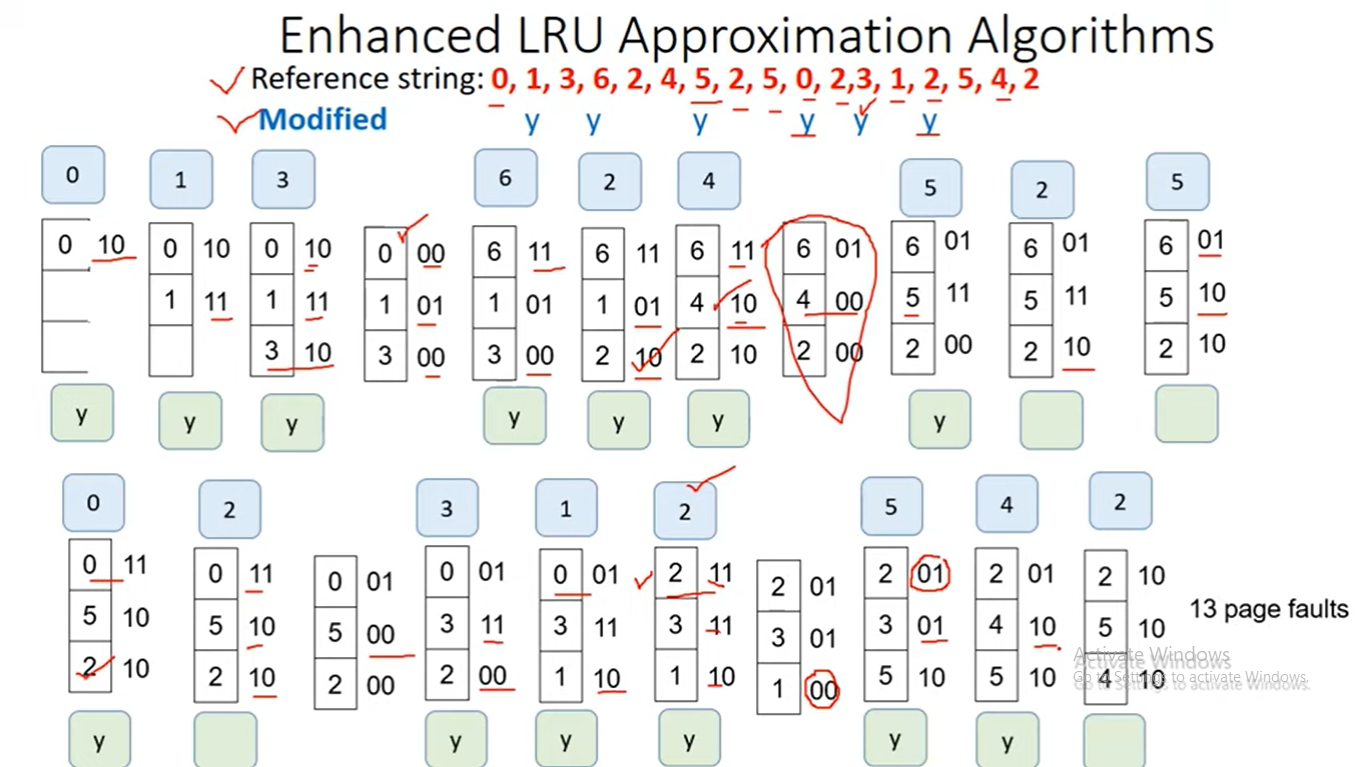 Enhanced LRU Approximation Algorithms
Reference string: 0, 1, 3, 6, 2, 4, 5, 2, 5, 0, 2,3, 1, 2, 5, 4, 2
Modified y y y y y y
0 1 3 6 2 4 5 2 5
0 10 0 10 0 10 0 00 6 11 6 11 6 11 6 01 6 01 6 01 6 01
1 11 1 11 1 01 1 01 1 01 4 10 4 00 5 11 5 11 5 10
3 10 3 00 3 00 2 10 2 10 2 00 2 00 2 10 2 10
y y y y y y y
0 2 3 1 2 5 4 2
0 11 0 11 0 01 0 01 0 01 2 11 2 01 2 01 2 01 2 10
5 10 5 10 5 00 3 11 3 11 3 11 3 01 3 01 4 10 5 10
2 10 2 10 2 00 2 00 1 10 1 10 1 00 5 10 5 10 4 10
13 page faults
Activate Windows
Go to Settings to activate Windows.
y y y y y y